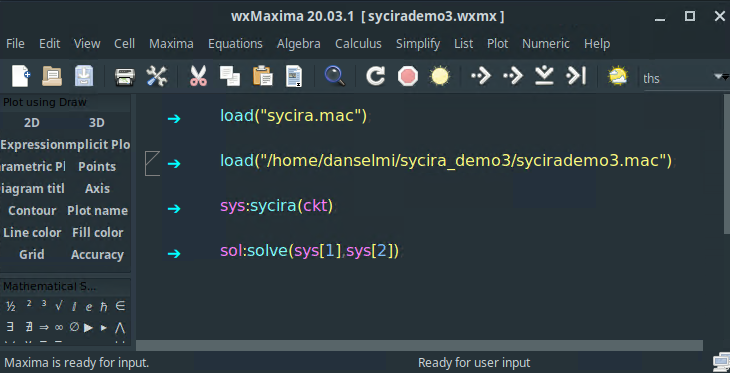 wxMaxima 20.03.1 [ sycirademo3.wxmx ]
File Edit View Cell Maxima Equations Algebra Calculus Simplify List Plot Numeric Help
ths
Plot using Draw
2D 3D
Expression mplicit Plo
rametric Pl Points
iagram titl Axis
Contour Plot name
Line color Fill color
Grid Accuracy
Mathematical S...
½ ² ³ √ ⅈ ⅇ ℏ ∈
∃ ∄ ⇒ ∞ ∅ ▶ ▸ ⋀
load("sycira.mac")
load("/home/danselmi/sycira_demo3/sycirademo3.mac")
sys:sycira(ckt)
sol:solve(sys[1],sys[2])
Maxima is ready for input. Ready for user input